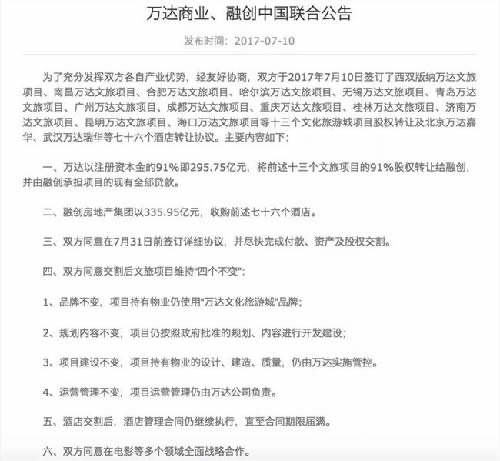 万达商业、融创中国联合公告
发布时间：2017-07-10
为了充分发挥双方各自产业优势，经友好协商，双方于2017年7月10日签订了西双版纳万达文旅
项目、南昌万达文旅项目、合肥万达文旅项目、哈尔滨万达文旅项目、无锡万达文旅项目、青岛万
达文旅项目、广州万达文旅项目、成都万达文旅项目、重庆万达文旅项目、桂林万达文旅项目、济南万
达文旅项目、昆明万达文旅项目、海口万达文旅项目等十三个文化旅游城项目股权转让及北京万达嘉
华、武汉万达瑞华等七十六个酒店转让协议。主要内容如下：
一、万达以注册资本金的91%即295.75亿元，将前述十三个文旅项目的91%股权转让给融创，
并由融创承担项目的现有全部贷款。
二、融创房地产集团以335.95亿元，收购前述七十六个酒店。
三、双方同意在7月31日前签订详细协议，并尽快完成付款、资产及股权交割。
四、双方同意交割后文旅项目维持“四个不变”：
1、品牌不变，项目持有物业仍使用“万达文化旅游城”品牌；
2、规划内容不变，项目仍按照政府批准的规划、内容进行开发建设；
3、项目建设不变，项目持有物业的设计、建造、质量，仍由万达实施管控。
4、运营管理不变，项目运营管理仍由万达公司负责。
五、酒店交割后，酒店管理合同仍继续执行，直至合同期限届满。
六、双方同意在电影等多个领域全面战略合作。